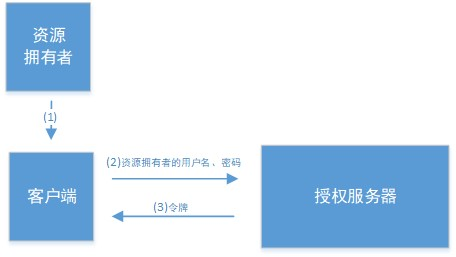 资源
拥有者
(1)
(2)资源拥有者的用户名、密码
客户端
授权服务器
(3)令牌